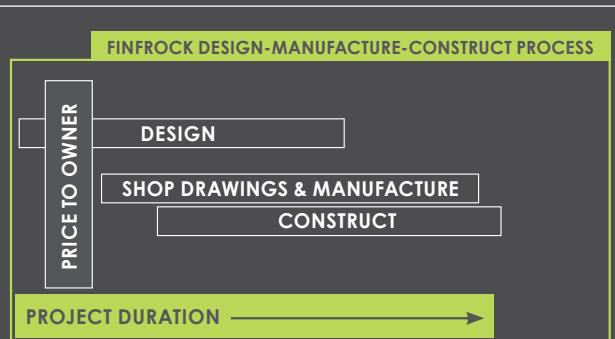 FINFROCK DESIGN-MANUFACTURE-CONSTRUCT PROCESS
PRICE TO OWNER
DESIGN
SHOP DRAWINGS & MANUFACTURE
CONSTRUCT
PROJECT DURATION